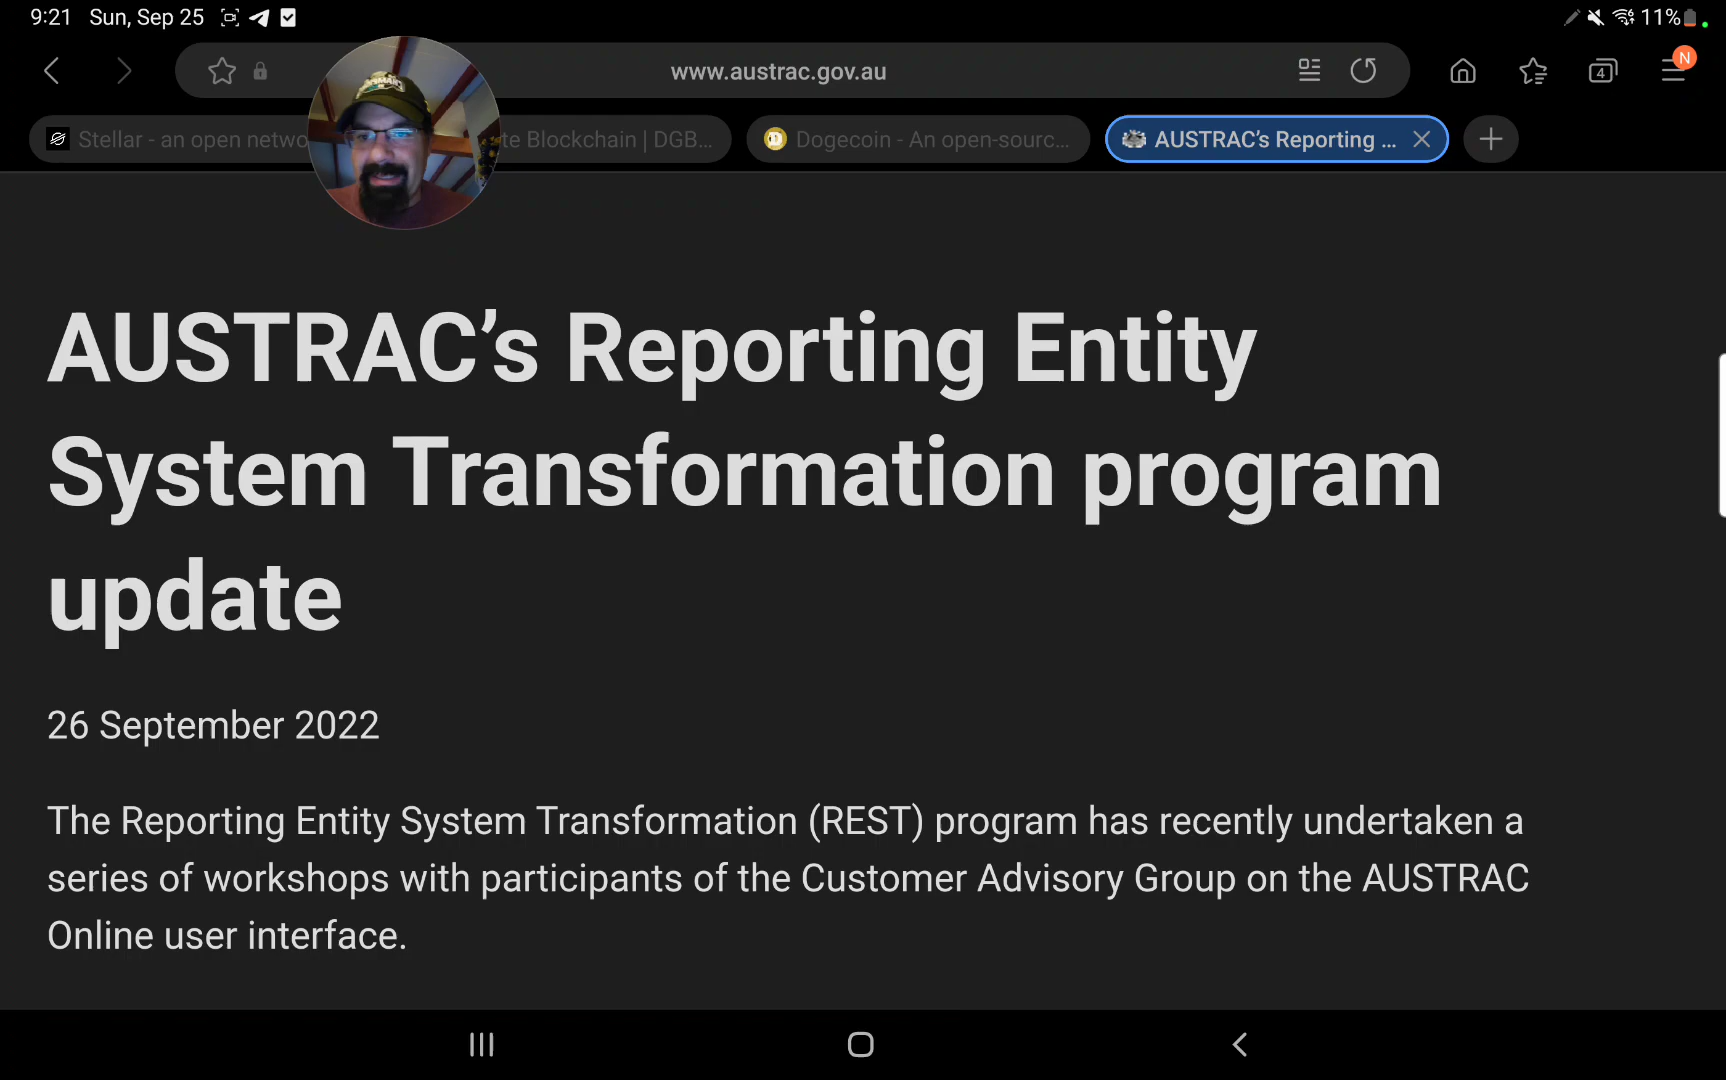 9:21 Sun, Sep 25
11%
www.austrac.gov.au
4
N
Stellar - an open netwo
te Blockchain | DGB...
Dogecoin - An open-sourc...
AUSTRAC’s Reporting ...
AUSTRAC’s Reporting Entity
System Transformation program
update
26 September 2022
The Reporting Entity System Transformation (REST) program has recently undertaken a
series of workshops with participants of the Customer Advisory Group on the AUSTRAC
Online user interface.